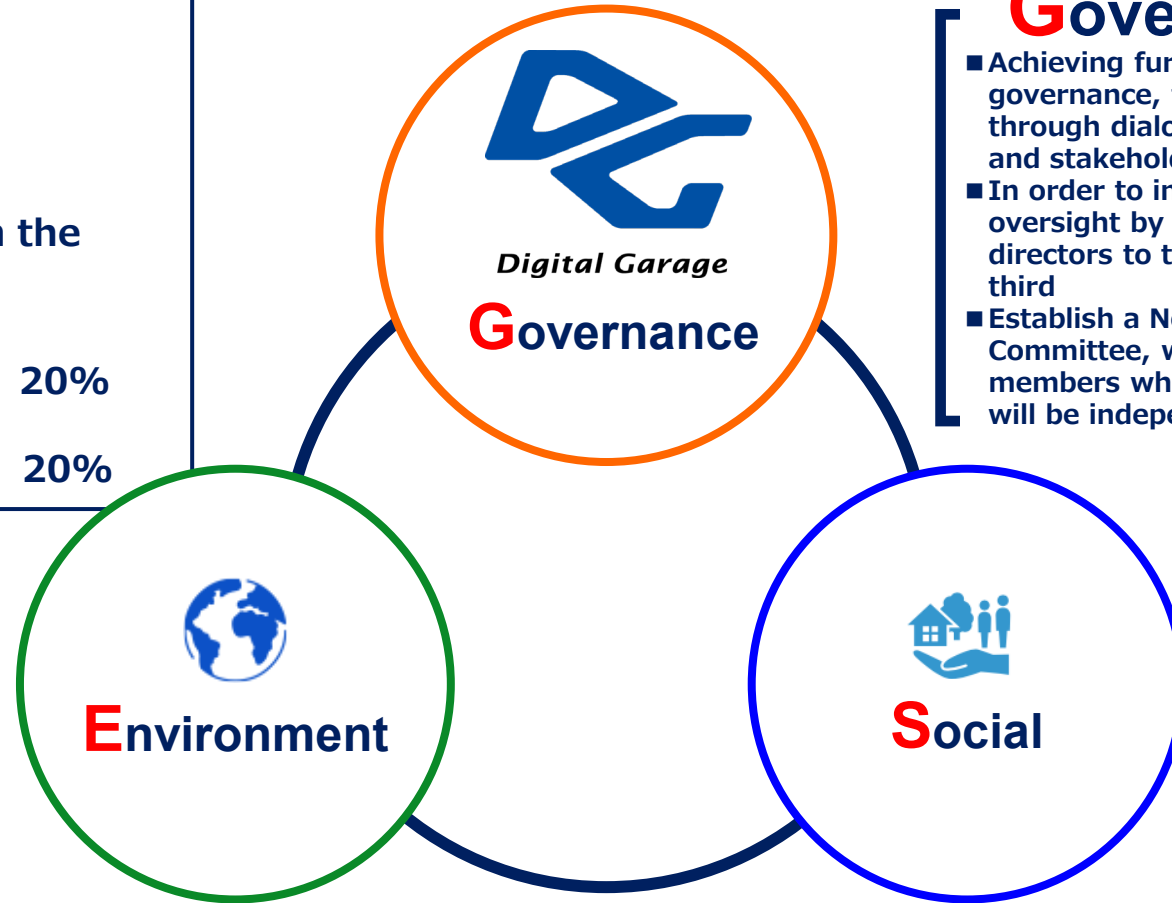 n the
20%
20%
Digital Garage
Governance
Gove
■Achieving fur
governance,
through dialo
and stakehol
■In order to in
oversight by
directors to t
third
■Establish a N
Committee, w
members wh
will be indepe
Environment
Social